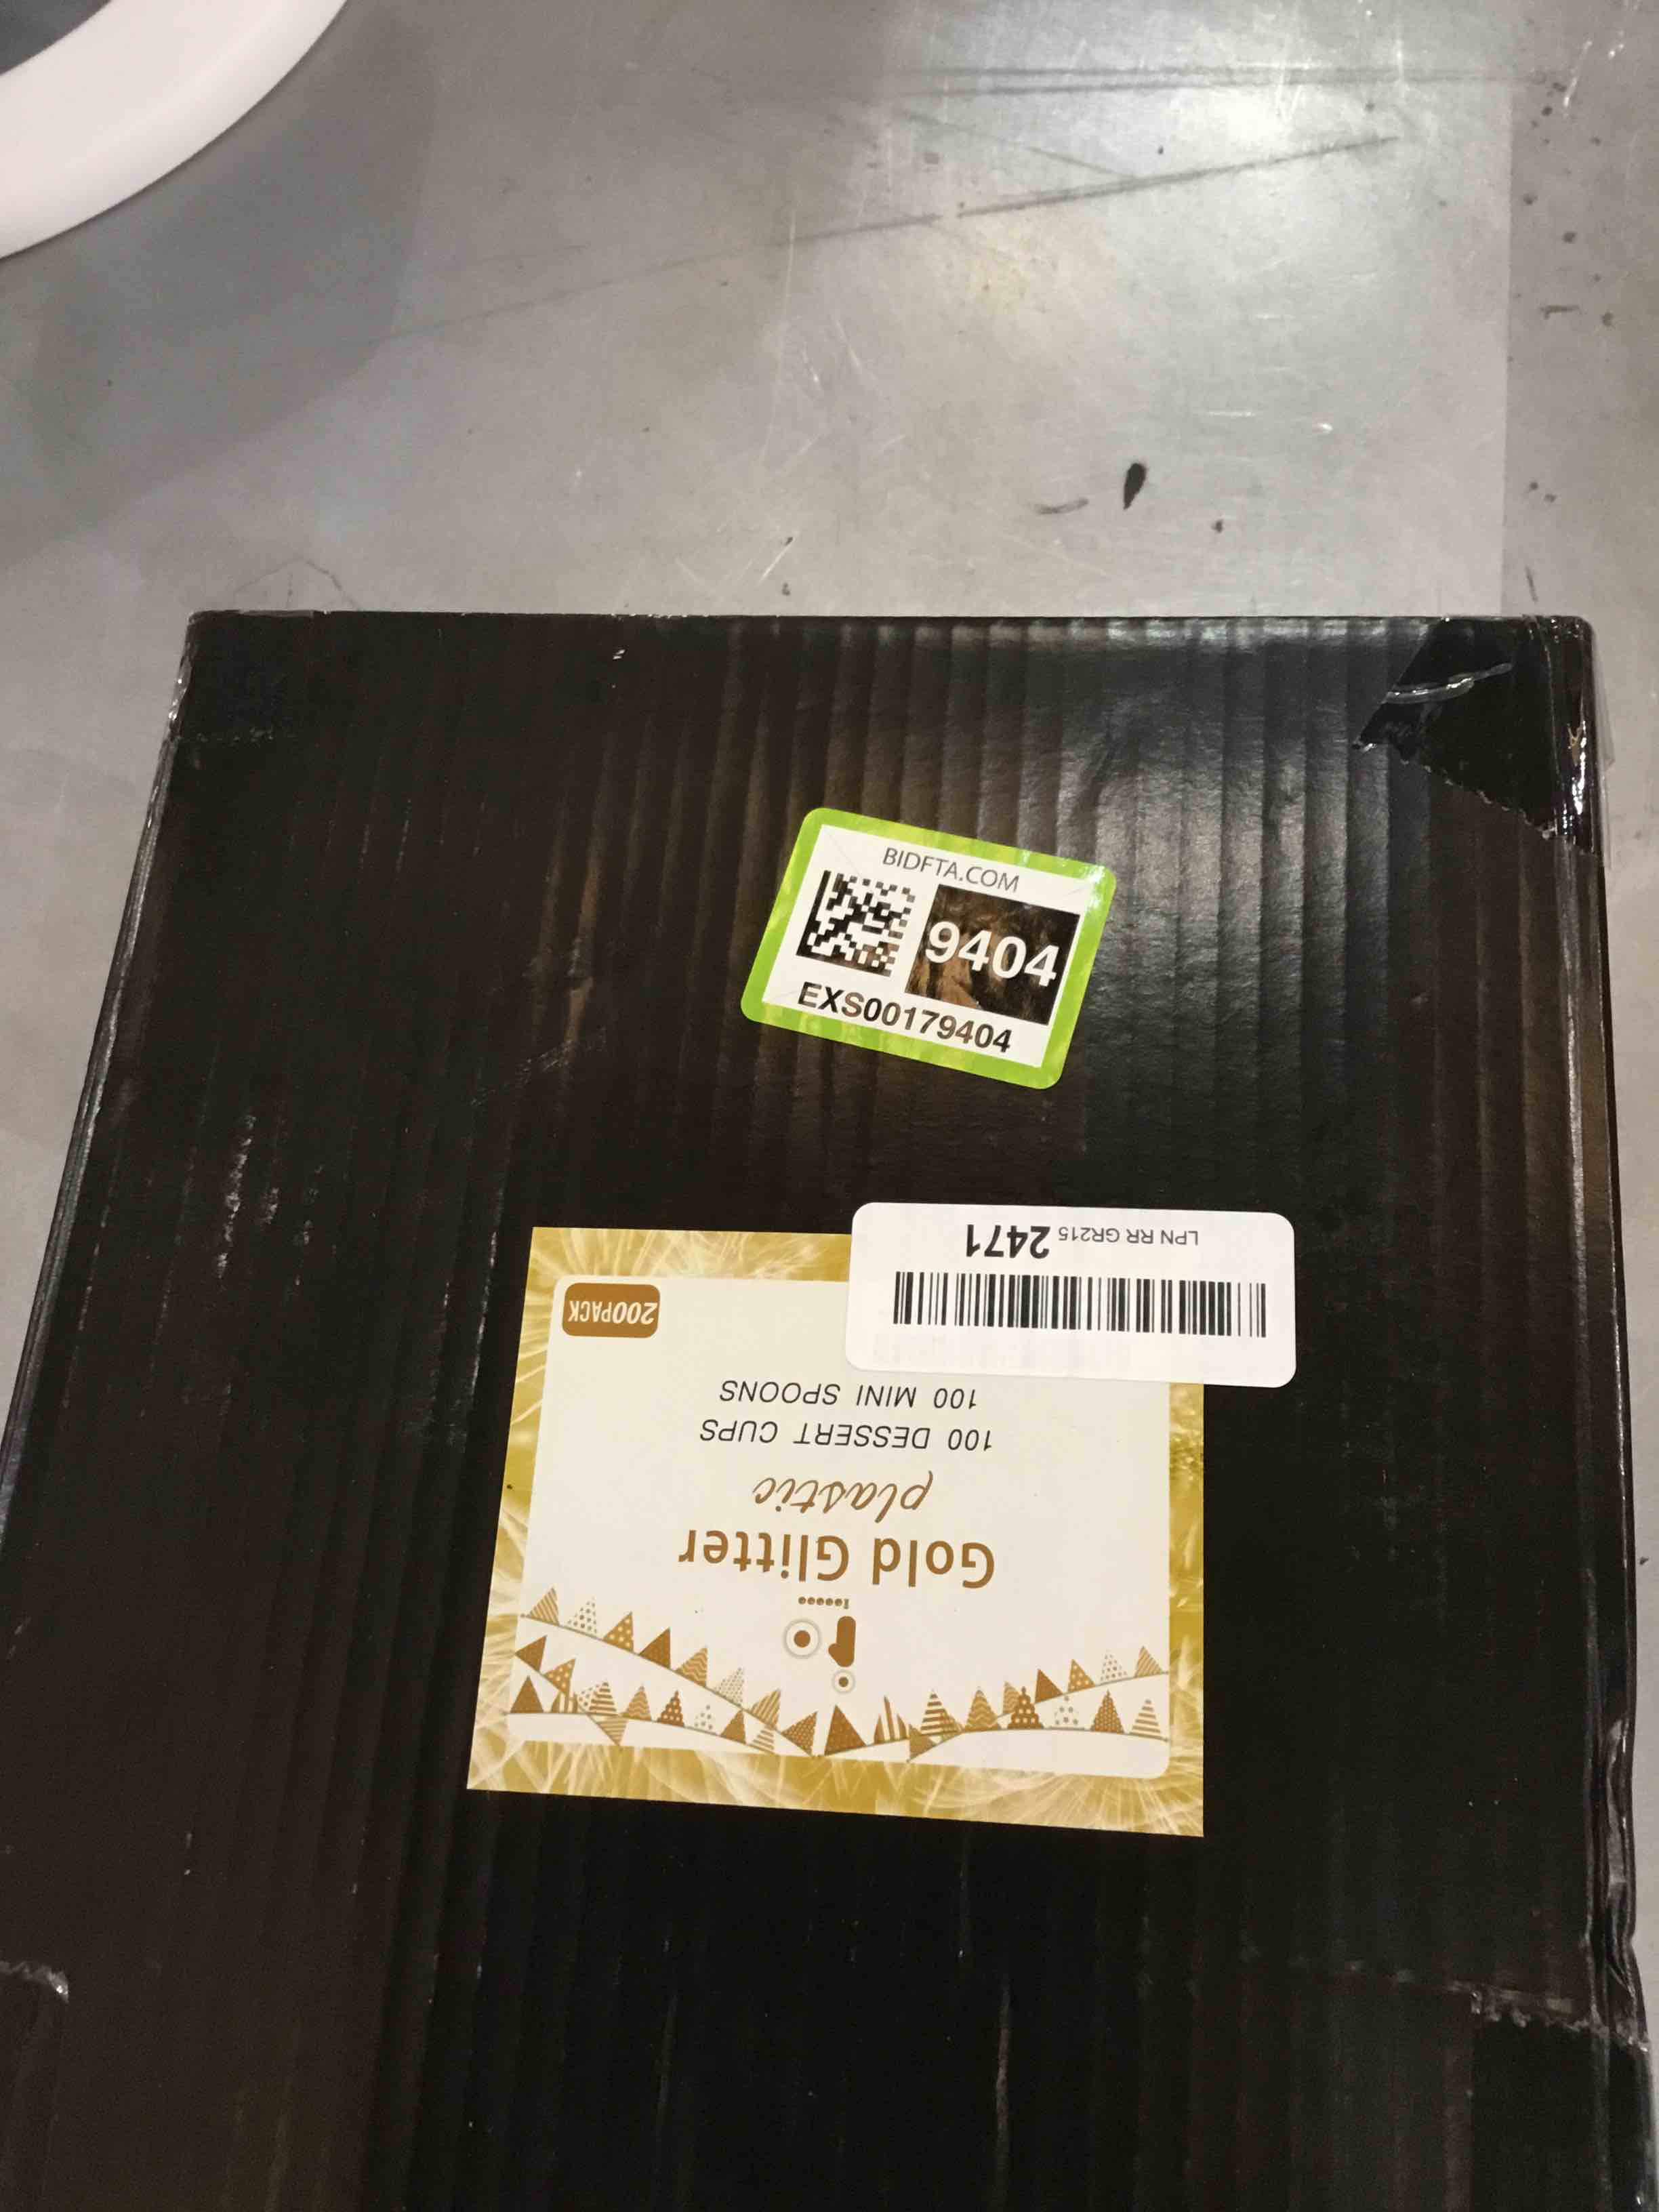 BIDFTA.COM
9404
EXS00179404
LPN RR GR215 2471
Gold Glitter
plastic
100 DESSERT CUPS
100 MINI SPOONS
200PACK